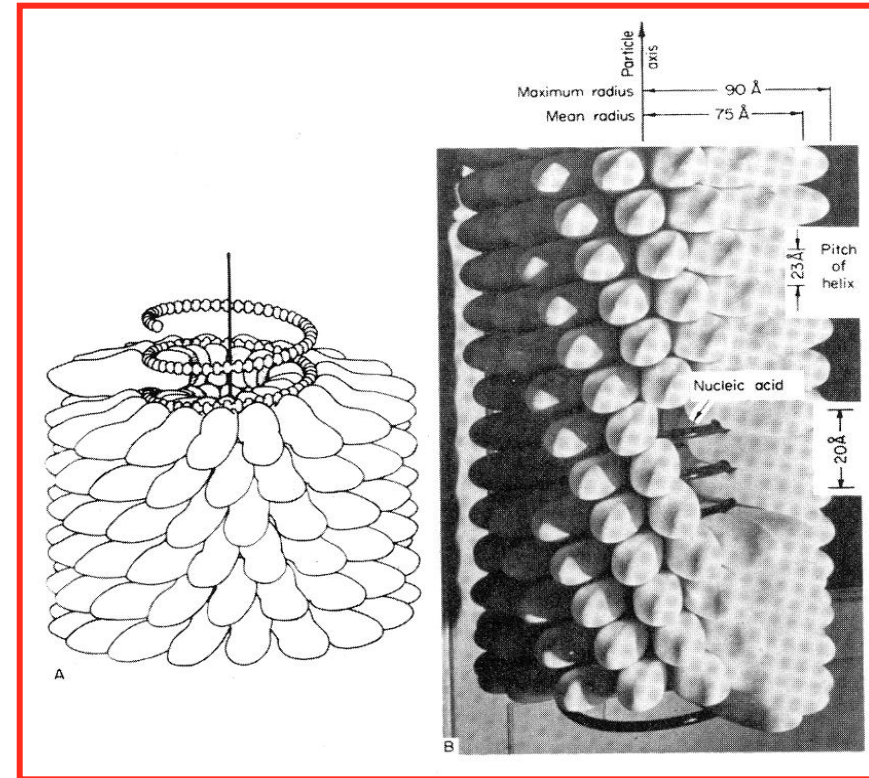 Particle
axis
Maximum radius
90 Å
Mean radius
75 Å
23Å
Pitch
of
helix
Nucleic acid
20Å
A
B